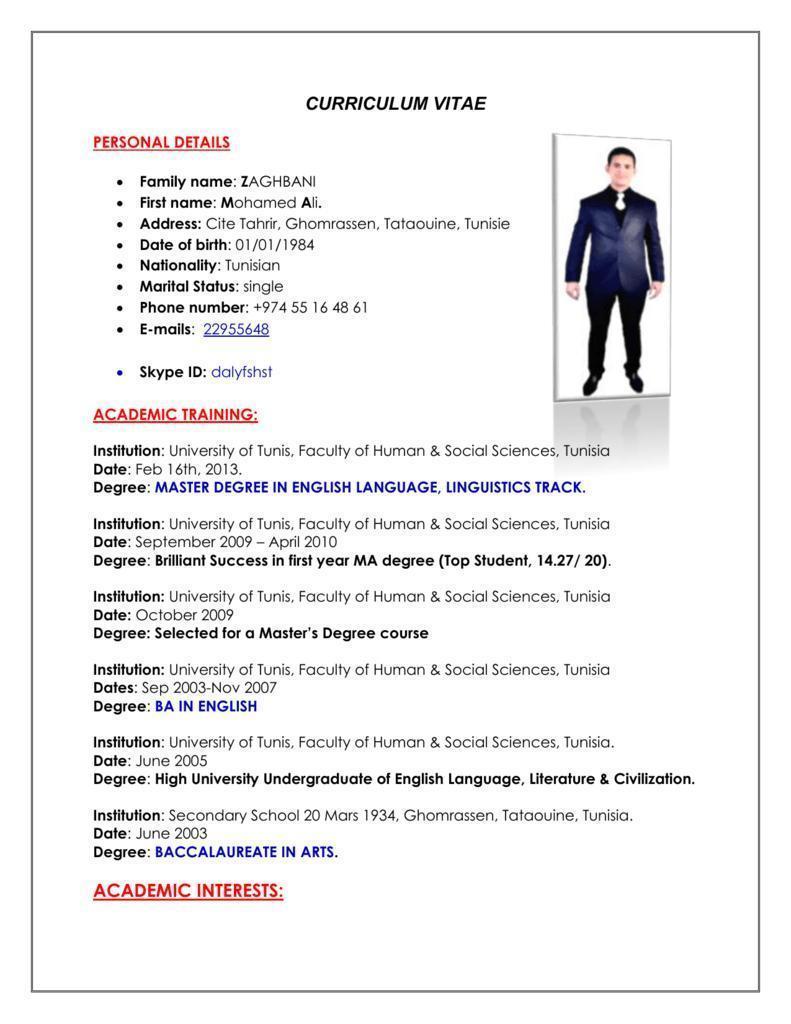 CURRICULUM VITAE
PERSONAL DETAILS
• Family name: ZAGHBANI
• First name: Mohamed Ali.
• Address: Cite Tahrir, Ghomrassen, Tataouine, Tunisie
• Date of birth: 01/01/1984
• Nationality: Tunisian
• Marital Status: single
• Phone number: +974 55 16 48 61
• E-mails: 22955648
• Skype ID: dalyfshst
ACADEMIC TRAINING:
Institution: University of Tunis, Faculty of Human & Social Sciences, Tunisia
Date: Feb 16th, 2013.
Degree: MASTER DEGREE IN ENGLISH LANGUAGE, LINGUISTICS TRACK.
Institution: University of Tunis, Faculty of Human & Social Sciences, Tunisia
Date: September 2009 – April 2010
Degree: Brilliant Success in first year MA degree (Top Student, 14.27/ 20).
Institution: University of Tunis, Faculty of Human & Social Sciences, Tunisia
Date: October 2009
Degree: Selected for a Master’s Degree course
Institution: University of Tunis, Faculty of Human & Social Sciences, Tunisia
Dates: Sep 2003-Nov 2007
Degree: BA IN ENGLISH
Institution: University of Tunis, Faculty of Human & Social Sciences, Tunisia.
Date: June 2005
Degree: High University Undergraduate of English Language, Literature & Civilization.
Institution: Secondary School 20 Mars 1934, Ghomrassen, Tataouine, Tunisia.
Date: June 2003
Degree: BACCALAUREATE IN ARTS.
ACADEMIC INTERESTS: